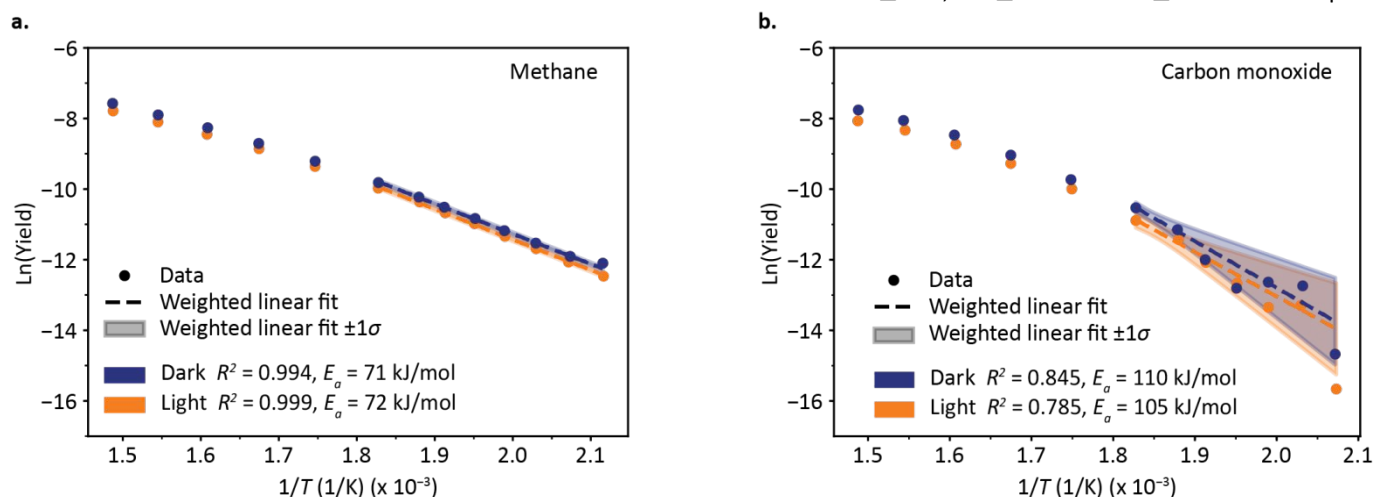 a.
Methane
Ln(Yield)
−6
−8
−10
−12
−14
−16
Data
Weighted linear fit
Weighted linear fit ±1σ
Dark R² = 0.994, Eₐ = 71 kJ/mol
Light R² = 0.999, Eₐ = 72 kJ/mol
1.5 1.6 1.7 1.8 1.9 2.0 2.1
1/T (1/K) (x 10⁻³)
b.
Carbon monoxide
Ln(Yield)
−6
−8
−10
−12
−14
−16
Data
Weighted linear fit
Weighted linear fit ±1σ
Dark R² = 0.845, Eₐ = 110 kJ/mol
Light R² = 0.785, Eₐ = 105 kJ/mol
1.5 1.6 1.7 1.8 1.9 2.0 2.1
1/T (1/K) (x 10⁻³)